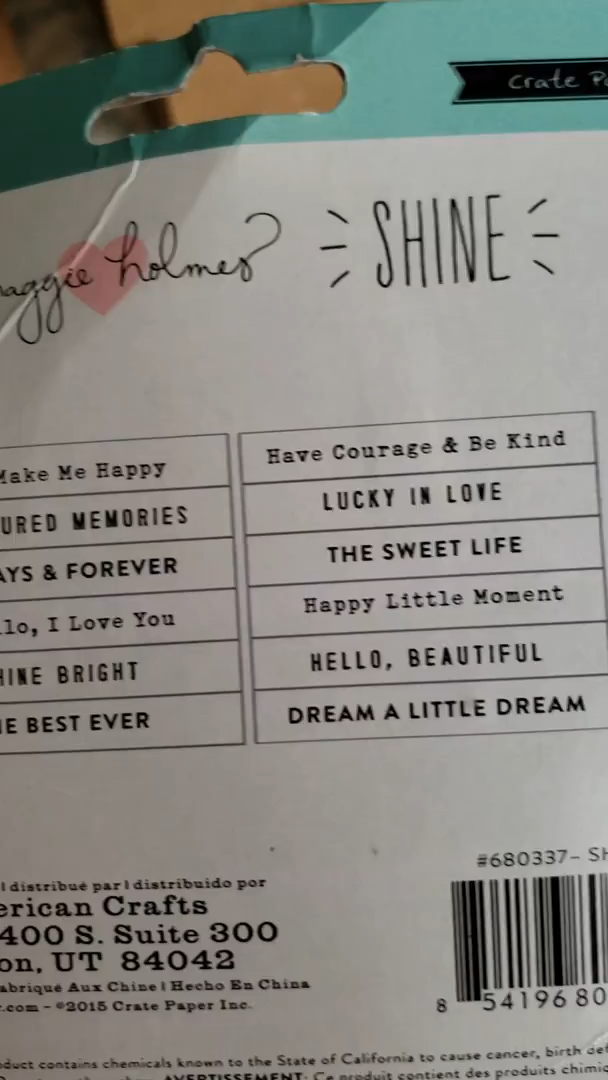 Crate
holmes SHINE
Make Me Happy
URED MEMORIES
AYS & FOREVER
llo, I Love You
HINE BRIGHT
E BEST EVER
Have Courage & Be Kind
LUCKY IN LOVE
THE SWEET LIFE
Happy Little Moment
HELLO, BEAUTIFUL
DREAM A LITTLE DREAM
| distribué par | distribuido por
erican Crafts
400 S. Suite 300
on, UT 84042
abriqué Aux Chine | Hecho En China
.com - ©2015 Crate Paper Inc.
#680337- Sh
8 54196 80
oduct contains chemicals known to the State of California to cause cancer, birth def
AVERTISSEMENT: Ce produit contient des produits chimi